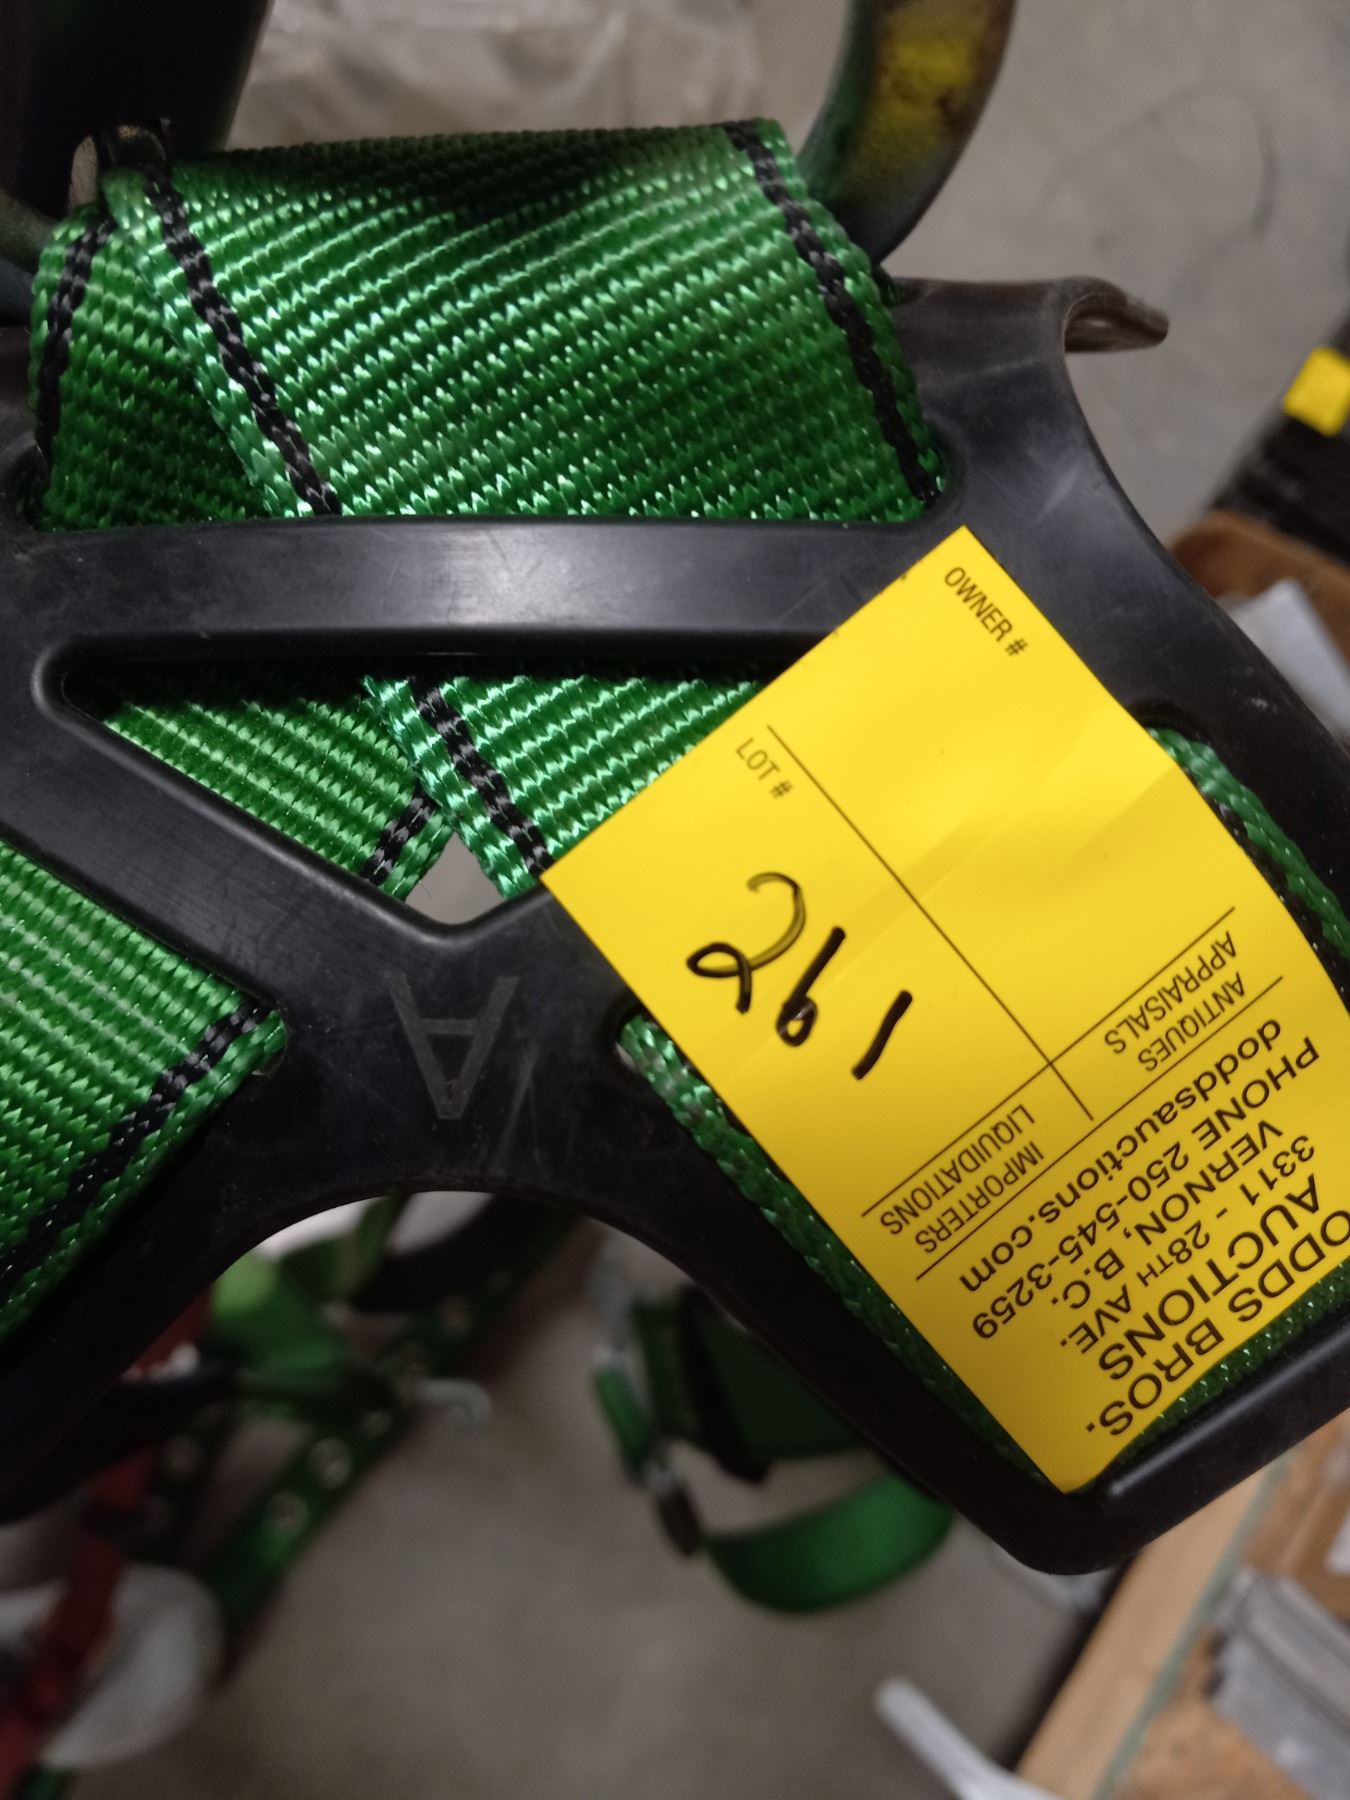 ODDS BROS.
AUCTIONS
3311 - 28TH AVE.
VERNON, B.C.
PHONE 250-545-3259
doddsauctions.com
ANTIQUES
APPRAISALS
IMPORTERS
LIQUIDATIONS
OWNER #
LOT #
261
A